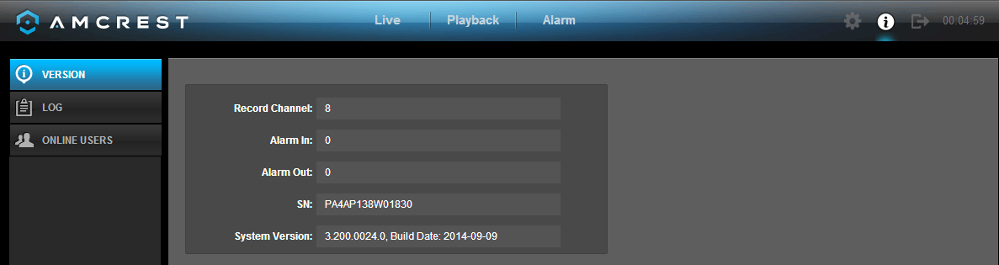 AMCREST Live Playback Alarm 00:04:59
VERSION
LOG
ONLINE USERS
Record Channel: 8
Alarm In: 0
Alarm Out: 0
SN: PA4AP138W01830
System Version: 3.200.0024.0, Build Date: 2014-09-09